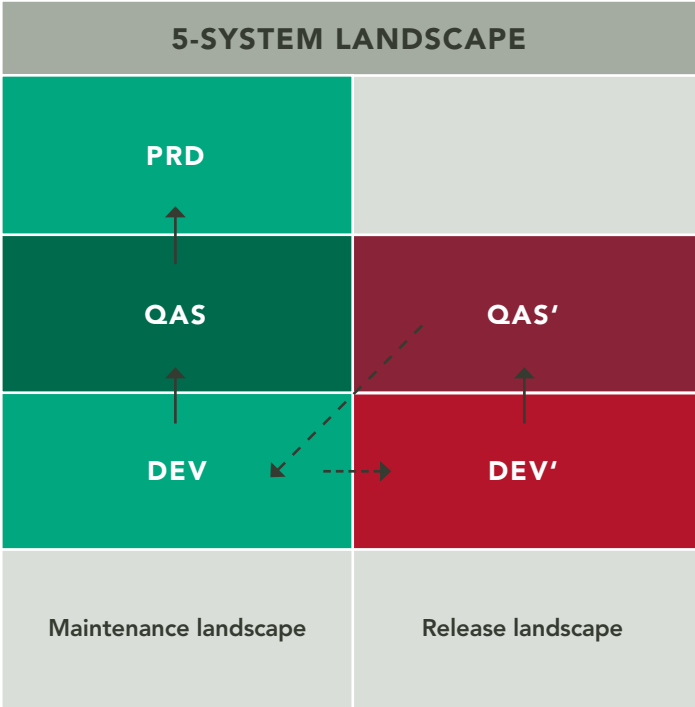 5-SYSTEM LANDSCAPE
PRD
QAS
QAS‘
DEV
DEV‘
Maintenance landscape
Release landscape